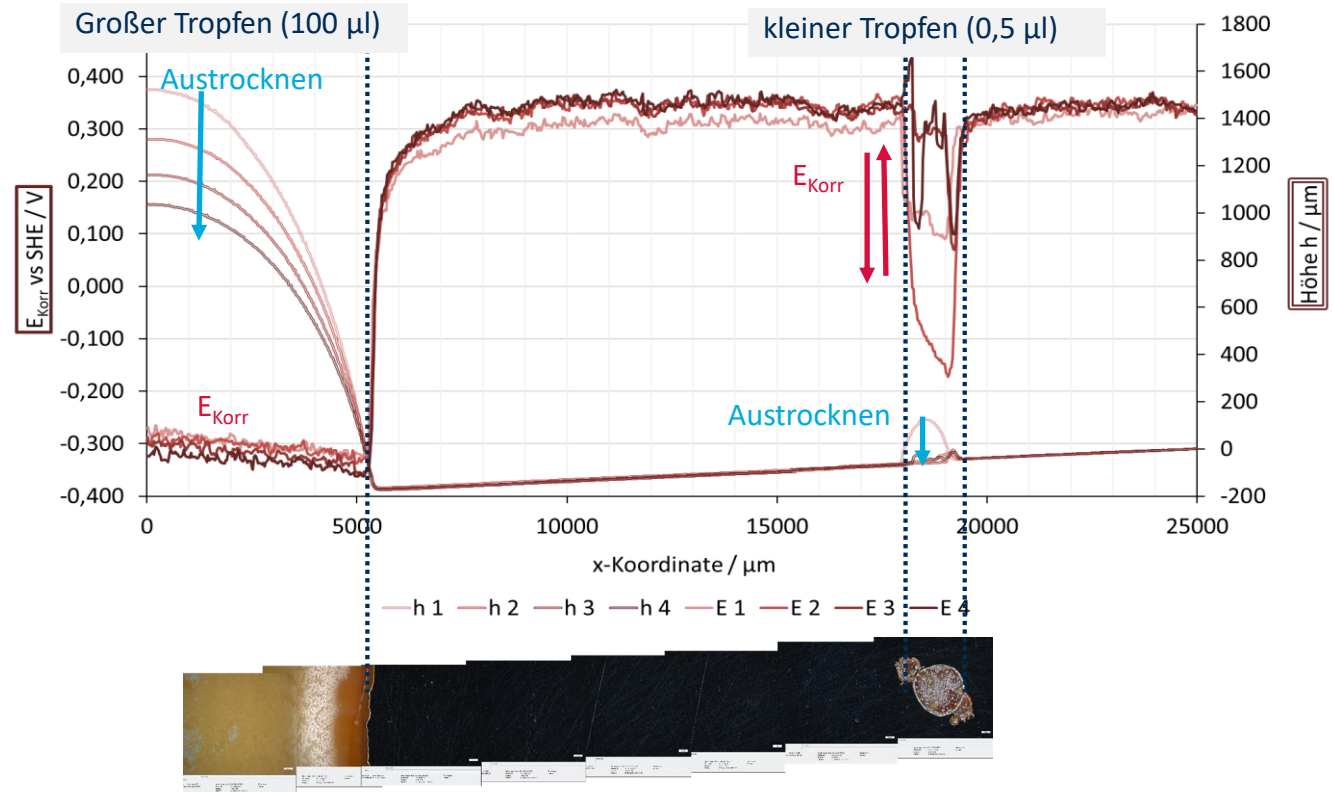 Großer Tropfen (100 µl)
kleiner Tropfen (0,5 µl)
Austrocknen
E_Korr vs SHE / V
0,400
0,300
0,200
0,100
0,000
-0,100
-0,200
-0,300
-0,400
E_Korr
E_Korr
Austrocknen
1800
1600
1400
1200
1000
800
600
400
200
0
-200
Höhe h / µm
0
5000
10000
15000
20000
25000
x-Koordinate / µm
h 1
h 2
h 3
h 4
E 1
E 2
E 3
E 4